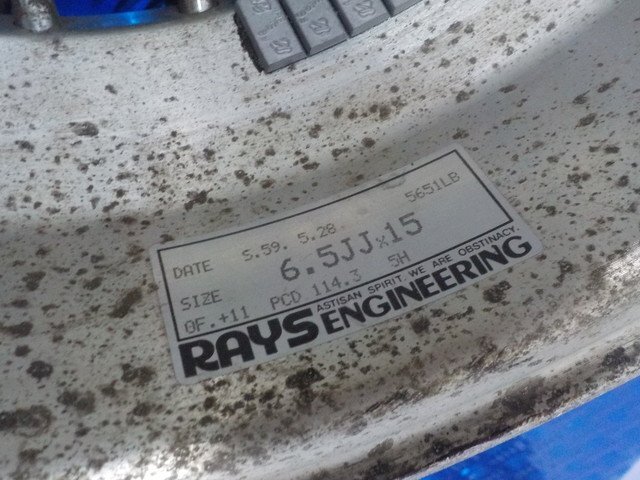 DATE S.59. 5.28 5651LB
SIZE 6.5JJx15
OF.+11 PCD 114.3 5H
RAYS ASTISAN SPIRIT. WE ARE OBSTINACY.
ENGINEERING